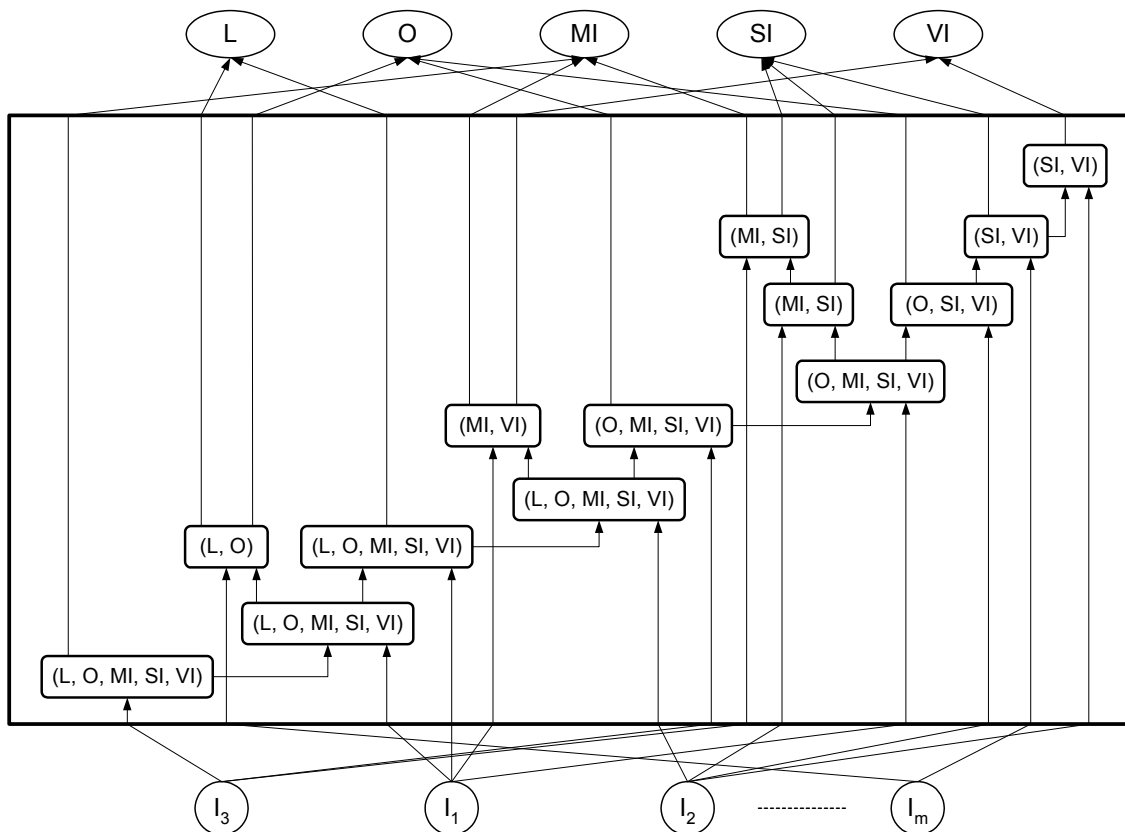 L O MI SI VI
(SI, VI)
(MI, SI) (SI, VI)
(MI, SI) (O, SI, VI)
(O, MI, SI, VI)
(MI, VI) (O, MI, SI, VI)
(L, O, MI, SI, VI)
(L, O) (L, O, MI, SI, VI)
(L, O, MI, SI, VI)
(L, O, MI, SI, VI)
I3 I1 I2 Im